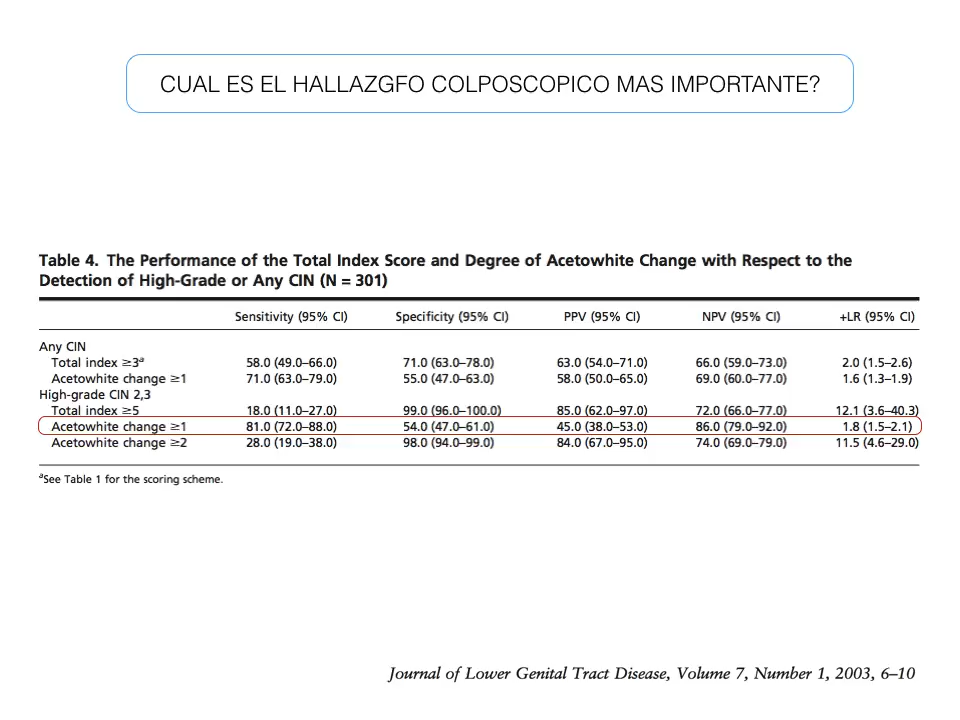 CUAL ES EL HALLAZGFO COLPOSCOPICO MAS IMPORTANTE?
Table 4. The Performance of the Total Index Score and Degree of Acetowhite Change with Respect to the
Detection of High-Grade or Any CIN (N = 301)
Sensitivity (95% CI) Specificity (95% CI) PPV (95% CI) NPV (95% CI) +LR (95% CI)
Any CIN
Total index ≥3ᵃ 58.0 (49.0–66.0) 71.0 (63.0–78.0) 63.0 (54.0–71.0) 66.0 (59.0–73.0) 2.0 (1.5–2.6)
Acetowhite change ≥1 71.0 (63.0–79.0) 55.0 (47.0–63.0) 58.0 (50.0–65.0) 69.0 (60.0–77.0) 1.6 (1.3–1.9)
High-grade CIN 2,3
Total index ≥5 18.0 (11.0–27.0) 99.0 (96.0–100.0) 85.0 (62.0–97.0) 72.0 (66.0–77.0) 12.1 (3.6–40.3)
Acetowhite change ≥1 81.0 (72.0–88.0) 54.0 (47.0–61.0) 45.0 (38.0–53.0) 86.0 (79.0–92.0) 1.8 (1.5–2.1)
Acetowhite change ≥2 28.0 (19.0–38.0) 98.0 (94.0–99.0) 84.0 (67.0–95.0) 74.0 (69.0–79.0) 11.5 (4.6–29.0)
ᵃSee Table 1 for the scoring scheme.
Journal of Lower Genital Tract Disease, Volume 7, Number 1, 2003, 6–10